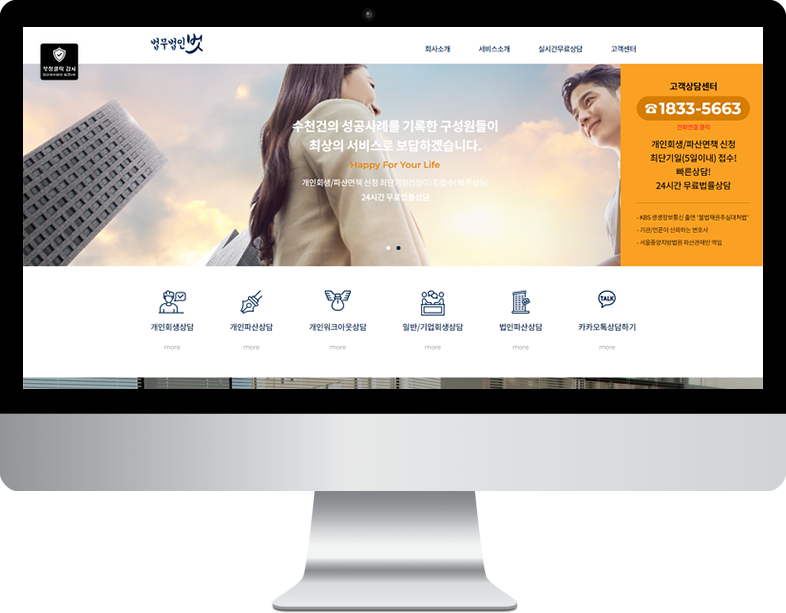 법무법인벗
회사소개 서비스소개 실시간무료상담 고객센터
부정클릭 감시
수천건의 성공사례를 기록한 구성원들이
최상의 서비스로 보답하겠습니다.
Happy For Your Life
개인회생/파산면책 신청 최단기일(5일이내) 접수! 빠른상담!
24시간 무료법률상담
고객상담센터
☎1833-5663
전화연결 클릭
개인회생/파산면책 신청
최단기일(5일이내) 접수!
빠른상담!
24시간 무료법률상담
- KBS 생생정보통신 출연 "불법채권추심대처법"
- 기관/언론이 신뢰하는 변호사
- 서울중앙지방법원 파산관재인 역임
개인회생상담 개인파산상담 개인워크아웃상담 일반/기업회생상담 법인파산상담 카카오톡상담하기
TALK
more more more more more more